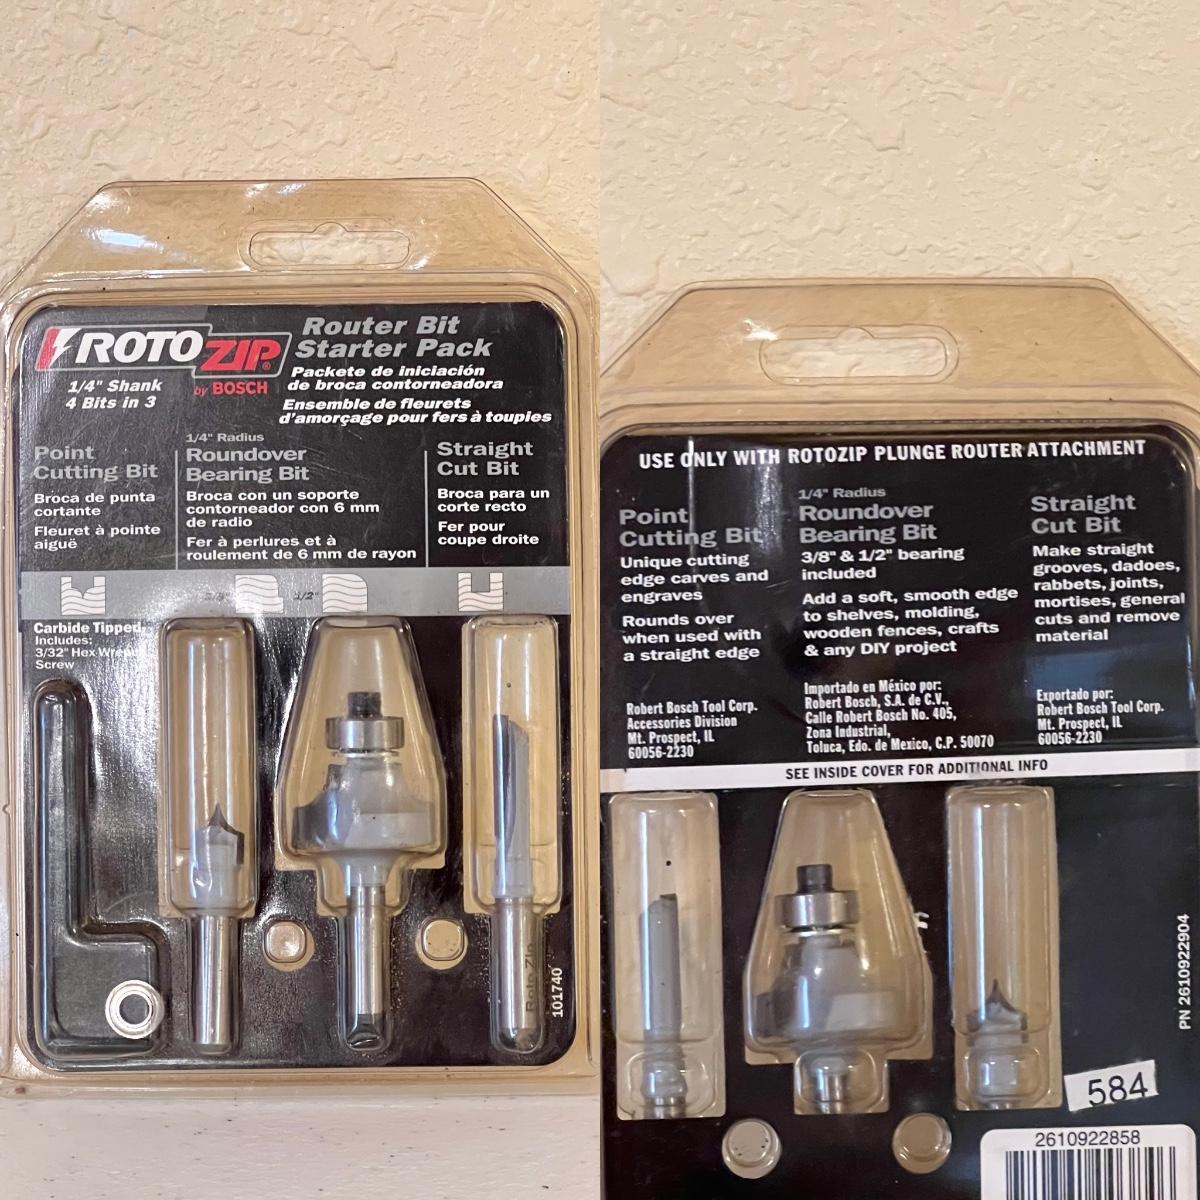 ROTOZIP®
by BOSCH
Router Bit
Starter Pack
1/4" Shank
4 Bits in 3
Packete de iniciación
de broca contorneadora
Ensemble de fleurets
d'amorçage pour fers à toupies
Point
Cutting Bit
Broca de punta
cortante
Fleuret à pointe
aiguë
1/4" Radius
Roundover
Bearing Bit
Broca con un soporte
contorneador con 6 mm
de radio
Fer à perlures et à
roulement de 6 mm de rayon
Straight
Cut Bit
Broca para un
corte recto
Fer pour
coupe droite
3/8" 1/2"
Carbide Tipped
Includes:
3/32" Hex Wrench
Screw
Roto Zip
101740
USE ONLY WITH ROTOZIP PLUNGE ROUTER ATTACHMENT
Point
Cutting Bit
Unique cutting
edge carves and
engraves
Rounds over
when used with
a straight edge
1/4" Radius
Roundover
Bearing Bit
3/8" & 1/2" bearing
included
Add a soft, smooth edge
to shelves, molding,
wooden fences, crafts
& any DIY project
Straight
Cut Bit
Make straight
grooves, dadoes,
rabbets, joints,
mortises, general
cuts and remove
material
Robert Bosch Tool Corp.
Accessories Division
Mt. Prospect, IL
60056-2230
Importado en México por:
Robert Bosch, S.A. de C.V.,
Calle Robert Bosch No. 405,
Zona Industrial,
Toluca, Edo. de Mexico, C.P. 50070
Exportado por:
Robert Bosch Tool Corp.
Mt. Prospect, IL
60056-2230
SEE INSIDE COVER FOR ADDITIONAL INFO
PN 2610922904
584
2610922858